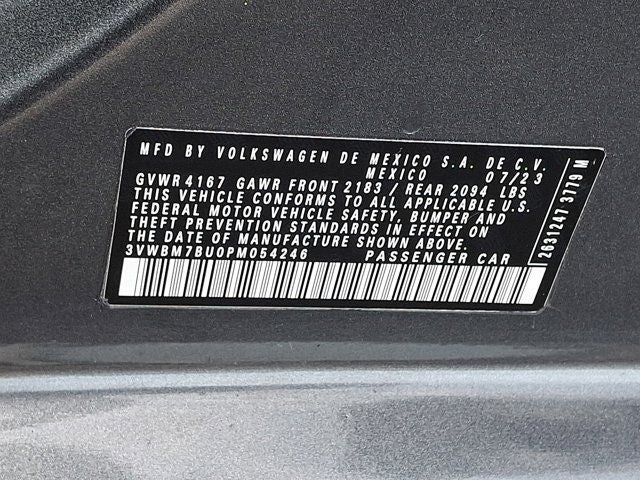 MFD BY VOLKSWAGEN DE MEXICO S.A. DE C.V.
MEXICO 07/23
GVWR 4167 GAWR FRONT 2183 / REAR 2094 LBS
THIS VEHICLE CONFORMS TO ALL APPLICABLE U.S.
FEDERAL MOTOR VEHICLE SAFETY, BUMPER AND
THEFT PREVENTION STANDARDS IN EFFECT ON
THE DATE OF MANUFACTURE SHOWN ABOVE.
3VWBM7BU0PM054246 PASSENGER CAR
2631247 3779 M